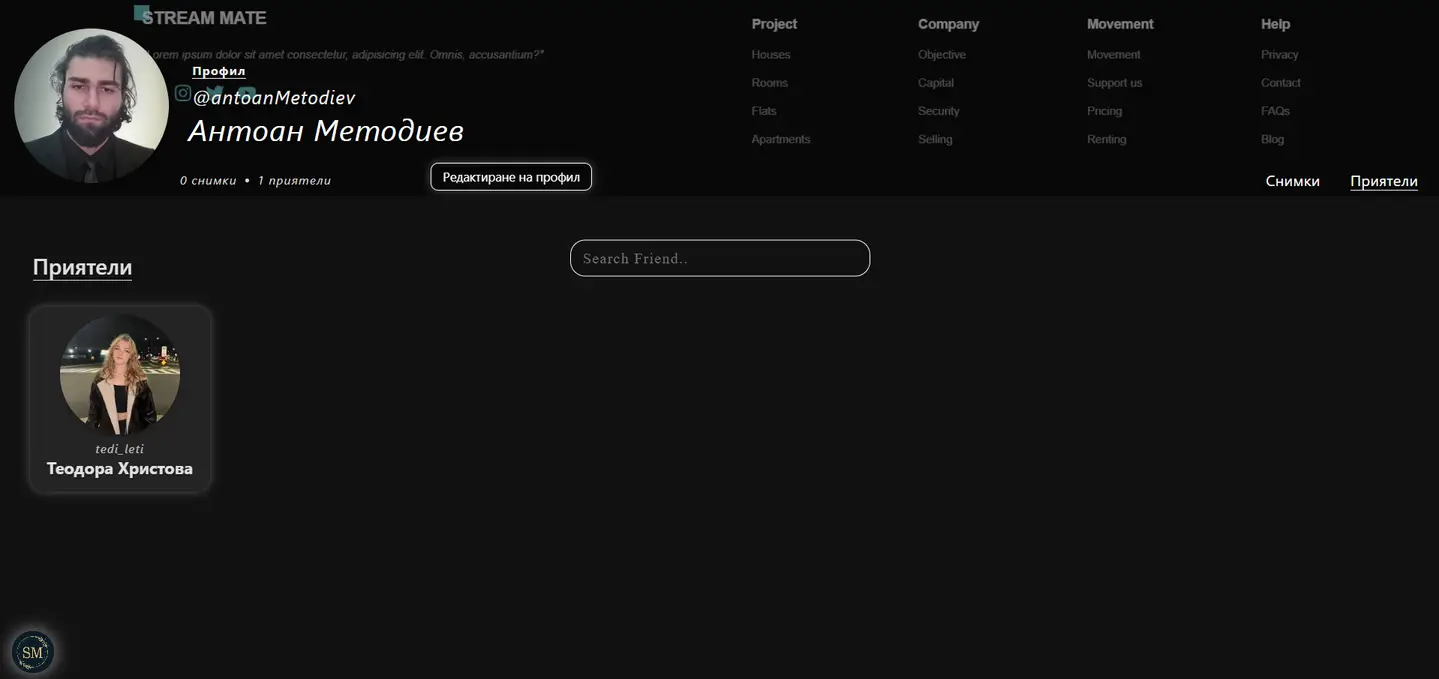 STREAM MATE
Lorem ipsum dolor sit amet consectetur, adipisicing elit. Omnis, accusantium?"
Профил
@antoanMetodiev
Антоан Методиев
0 снимки • 1 приятели
Редактиране на профил
Project
Houses
Rooms
Flats
Apartments
Company
Objective
Capital
Security
Selling
Movement
Movement
Support us
Pricing
Renting
Help
Privacy
Contact
FAQs
Blog
Снимки
Приятели
Приятели
Search Friend..
tedi_leti
Теодора Христова
SM